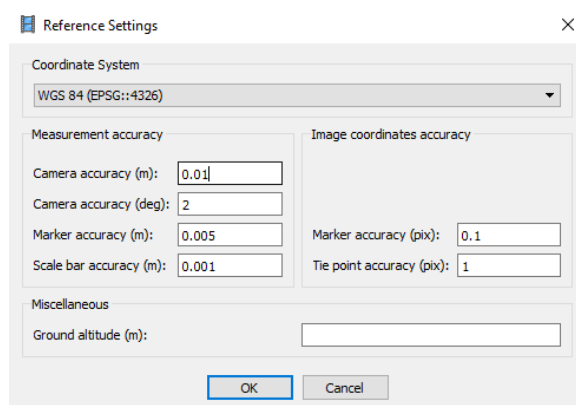 Reference Settings
Coordinate System
WGS 84 (EPSG::4326)
Measurement accuracy
Camera accuracy (m): 0.01
Camera accuracy (deg): 2
Marker accuracy (m): 0.005
Scale bar accuracy (m): 0.001
Image coordinates accuracy
Marker accuracy (pix): 0.1
Tie point accuracy (pix): 1
Miscellaneous
Ground altitude (m):
OK Cancel